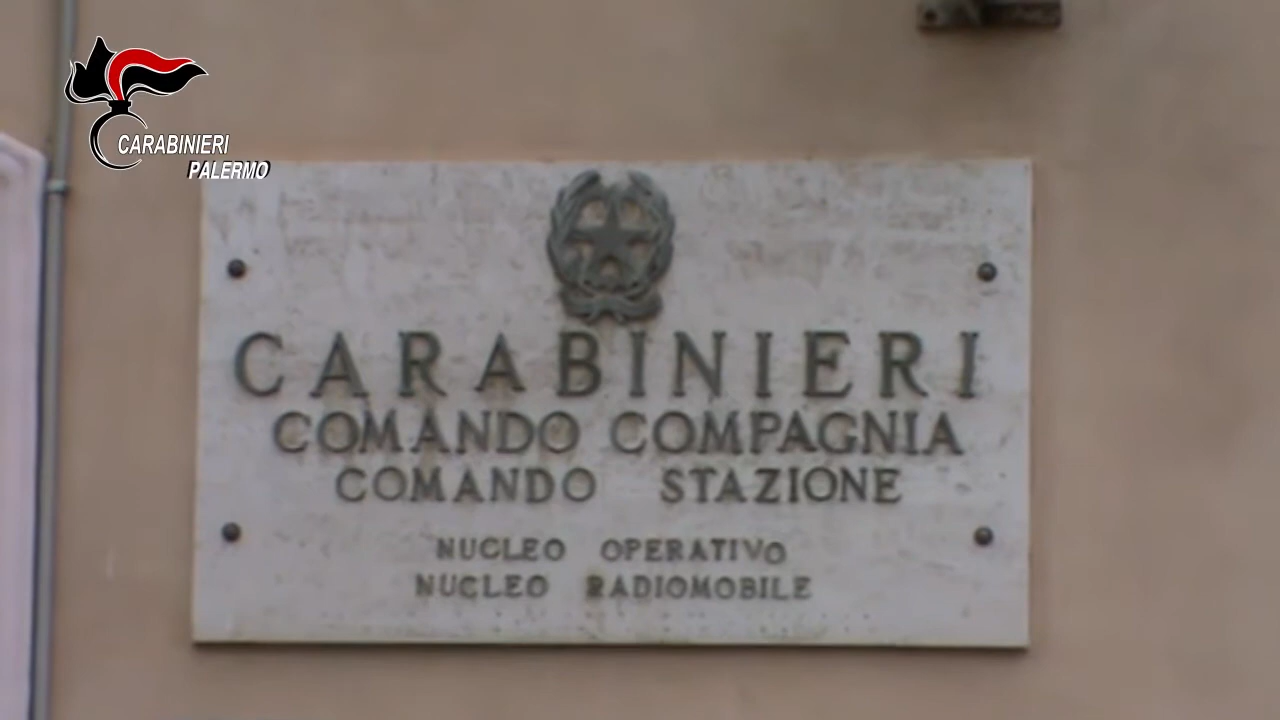 CARABINIERI
PALERMO
CARABINIERI
COMANDO COMPAGNIA
COMANDO STAZIONE
NUCLEO OPERATIVO
NUCLEO RADIOMOBILE